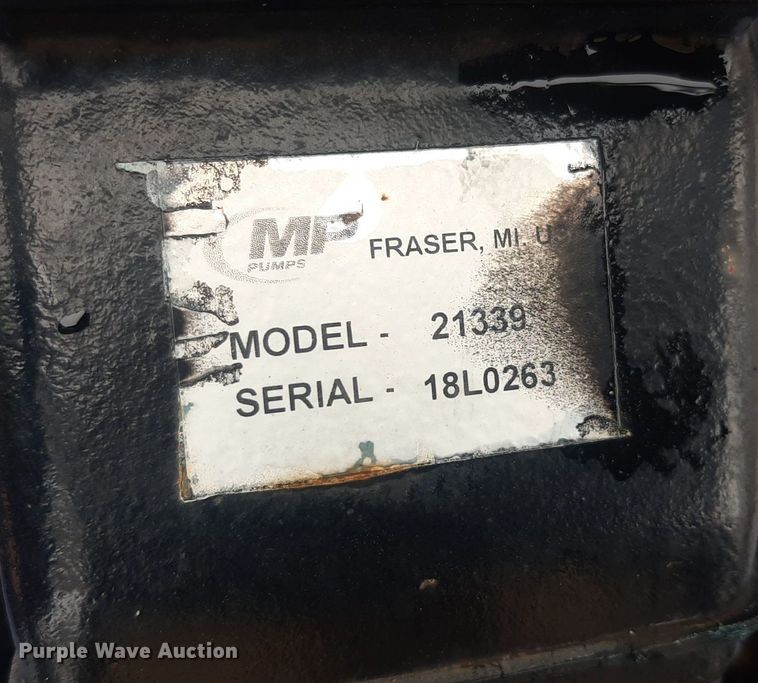 MP
PUMPS
FRASER, MI. U
MODEL - 21339
SERIAL - 18L0263
Purple Wave Auction